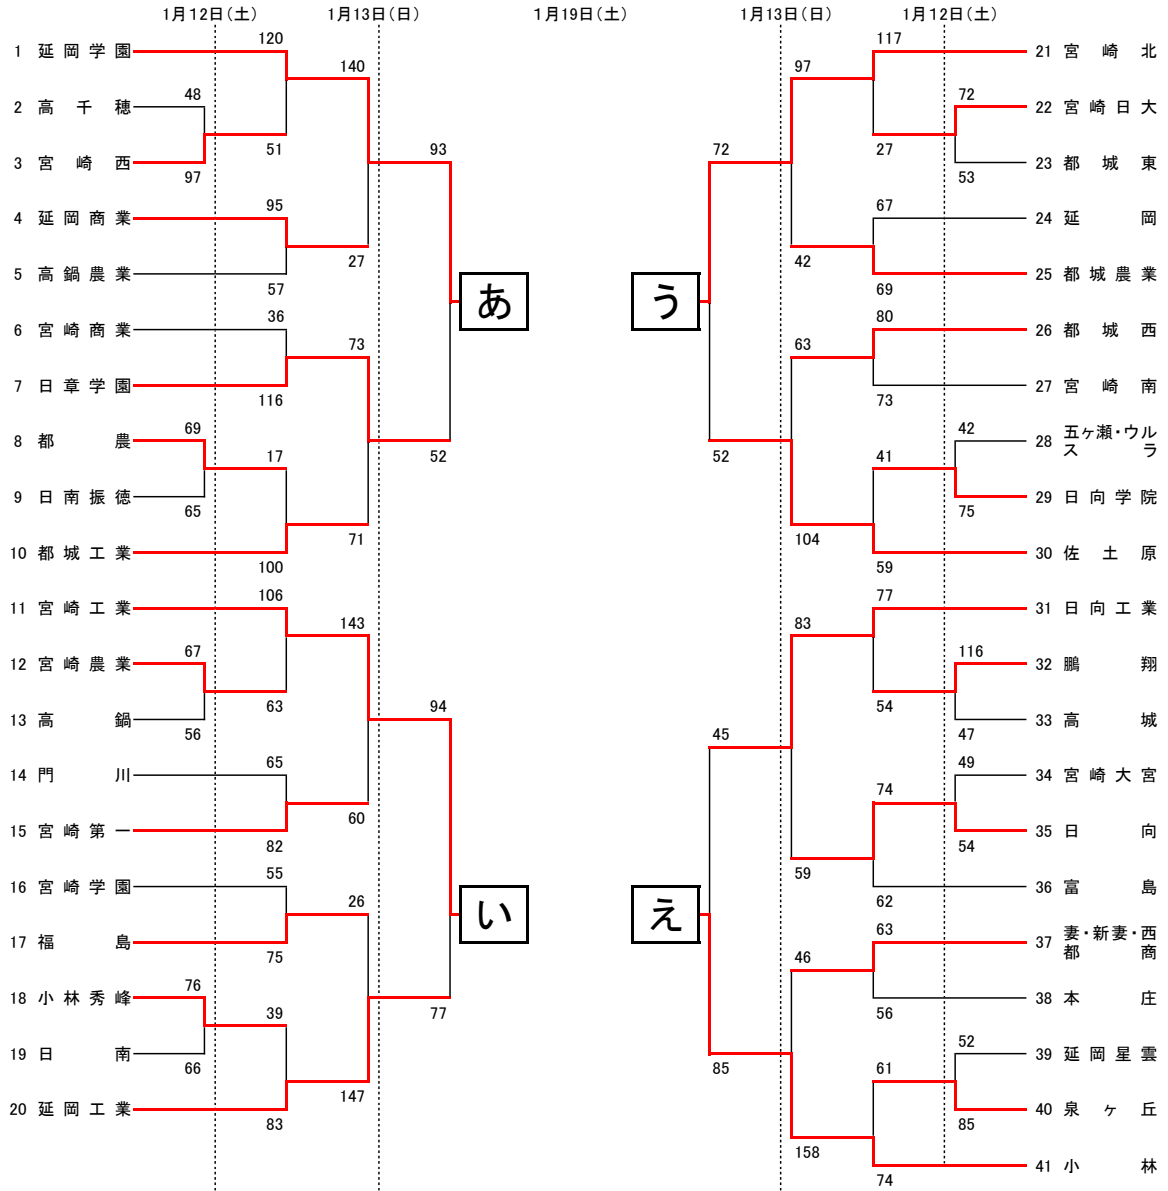 1月12日(土) 1月13日(日) 1月19日(土) 1月13日(日) 1月12日(土)
1 延岡学園
2 高千穂
3 宮崎西
4 延岡商業
5 高鍋農業
6 宮崎商業
7 日章学園
8 都農
9 日南振徳
10 都城工業
11 宮崎工業
12 宮崎農業
13 高鍋
14 門川
15 宮崎第一
16 宮崎学園
17 福島
18 小林秀峰
19 日南
20 延岡工業
120
48
97
51
95
57
36
116
69
65
17
100
106
67
56
63
65
82
55
75
76
66
39
83
140
27
73
71
143
60
26
147
93
52
94
77
あ
い
う
え
72
52
45
85
97
42
63
104
83
59
46
158
117
27
72
53
67
69
80
73
42
75
41
59
77
54
116
47
49
54
74
62
63
56
52
85
61
74
21 宮崎北
22 宮崎日大
23 都城東
24 延岡
25 都城農業
26 都城西
27 宮崎南
28 五ヶ瀬・ウル
スラ
29 日向学院
30 佐土原
31 日向工業
32 鵬翔
33 高城
34 宮崎大宮
35 日向
36 富島
37 妻・新妻・西
都商
38 本庄
39 延岡星雲
40 泉ヶ丘
41 小林